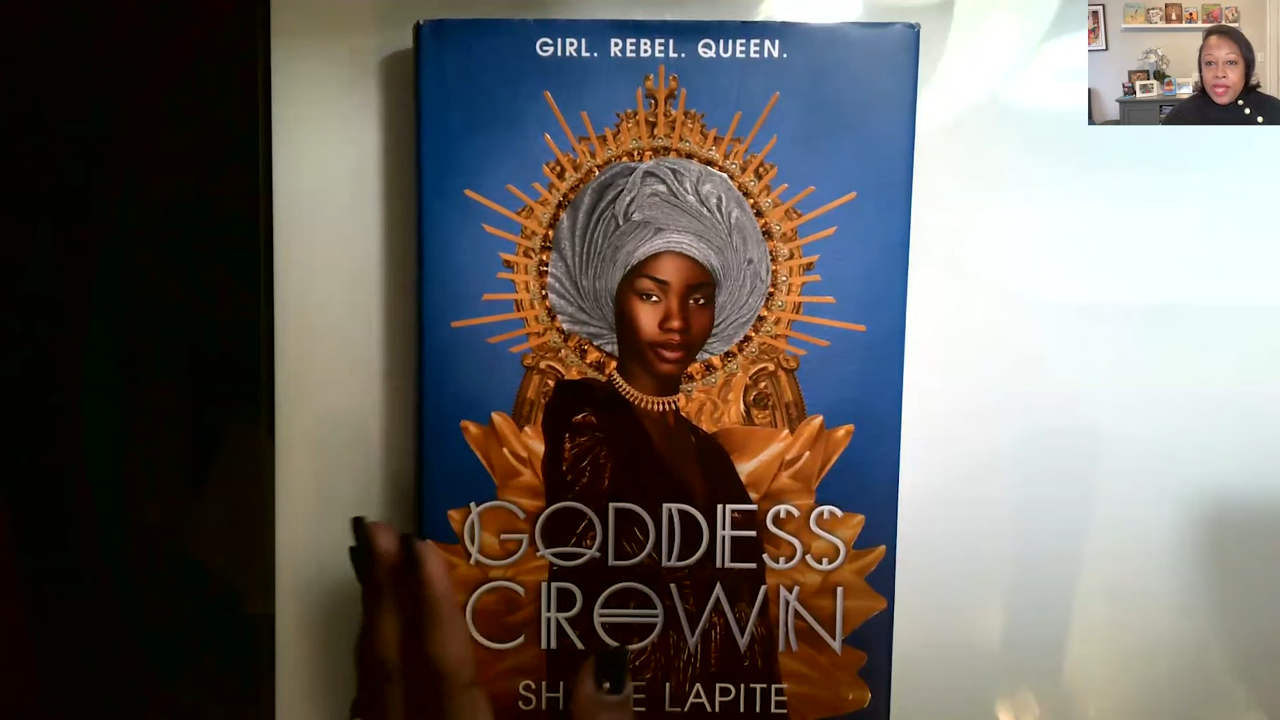 GIRL. REBEL. QUEEN.
GODDESS
CROWN
LAPITE